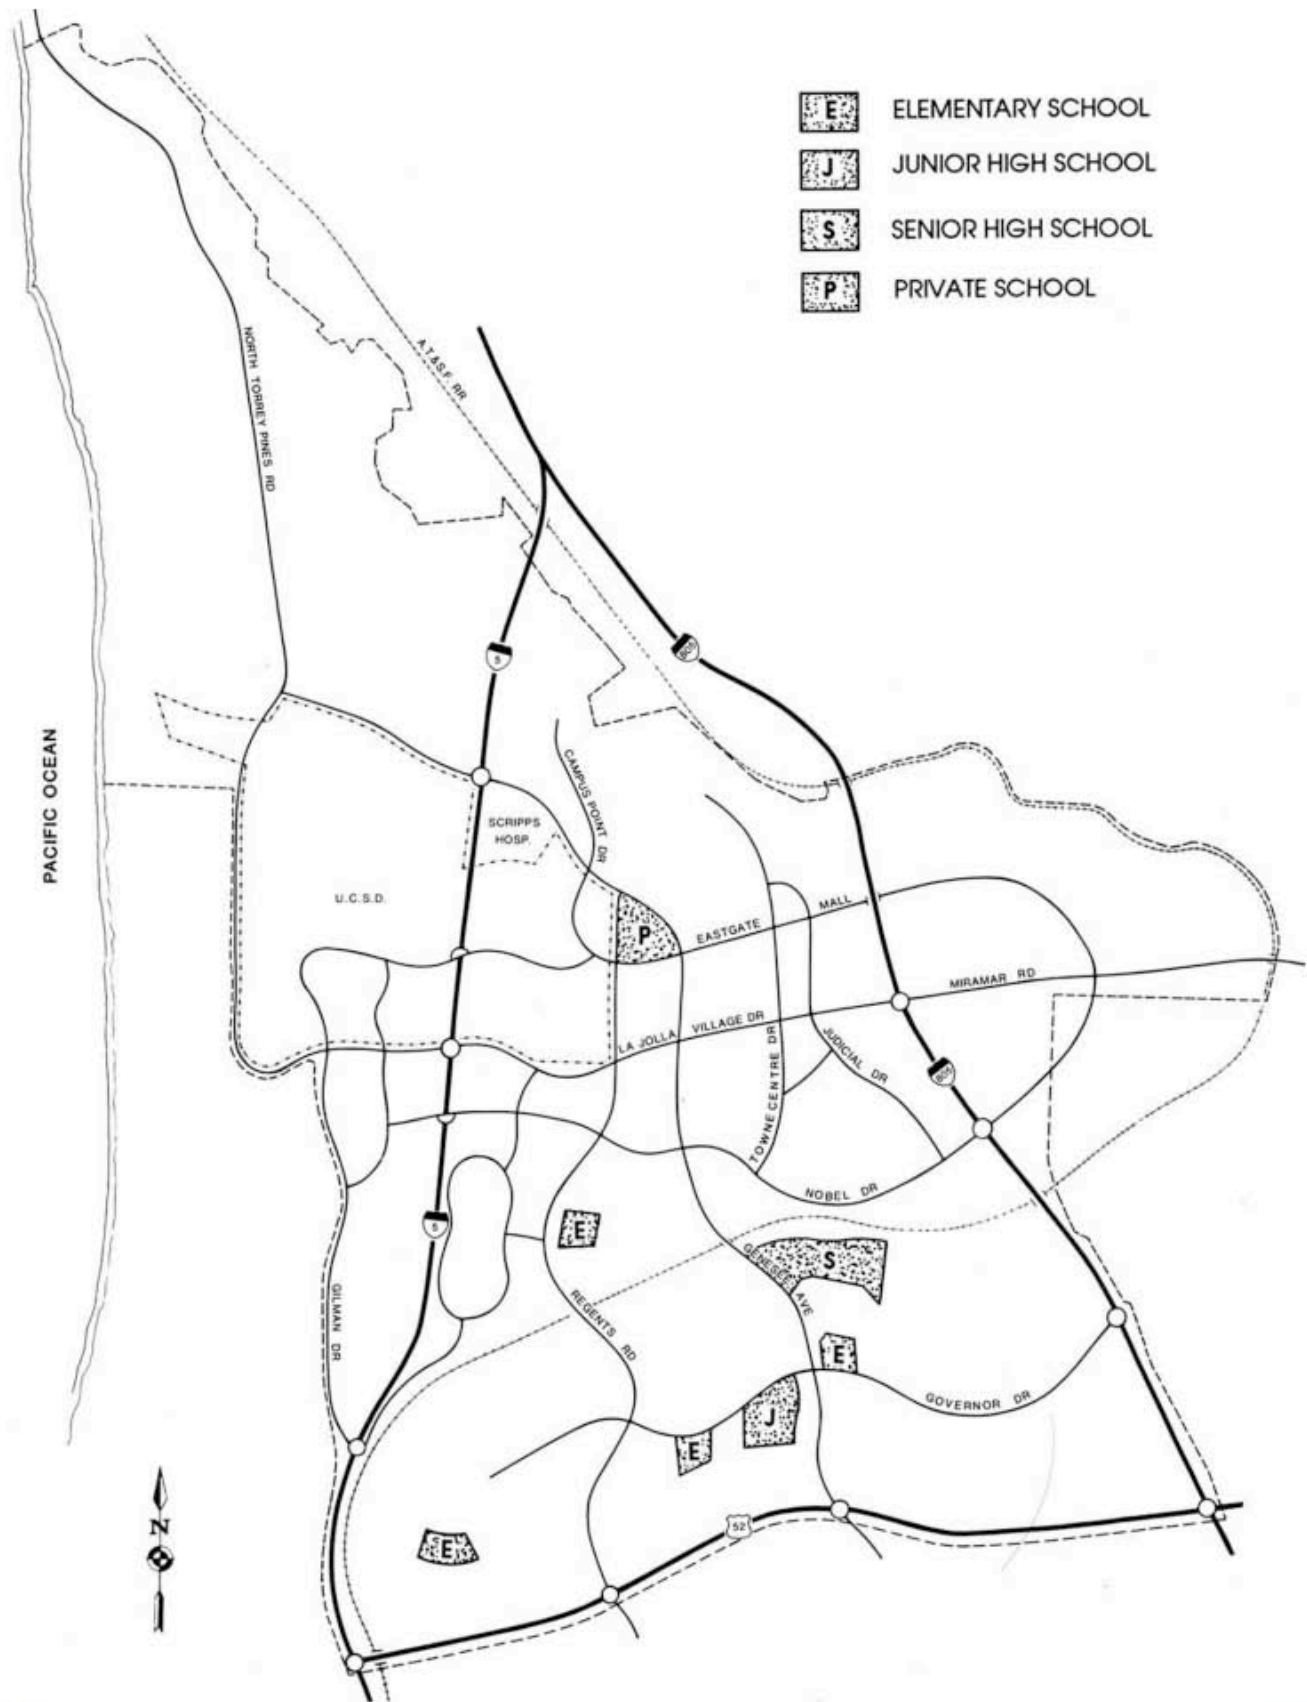 E ELEMENTARY SCHOOL
J JUNIOR HIGH SCHOOL
S SENIOR HIGH SCHOOL
P PRIVATE SCHOOL
A.T.&S.F. RR
NORTH TORREY PINES RD
5
805
PACIFIC OCEAN
CAMPUS POINT DR
SCRIPPS
HOSP.
U.C.S.D.
P
EASTGATE MALL
MIRAMAR RD
LA JOLLA VILLAGE DR
TOWNE CENTRE DR
JUDICIAL DR
805
NOBEL DR
5
E
GENESEE AVE
S
GILMAN DR
REGENTS RD
E
GOVERNOR DR
J
E
52
E
N